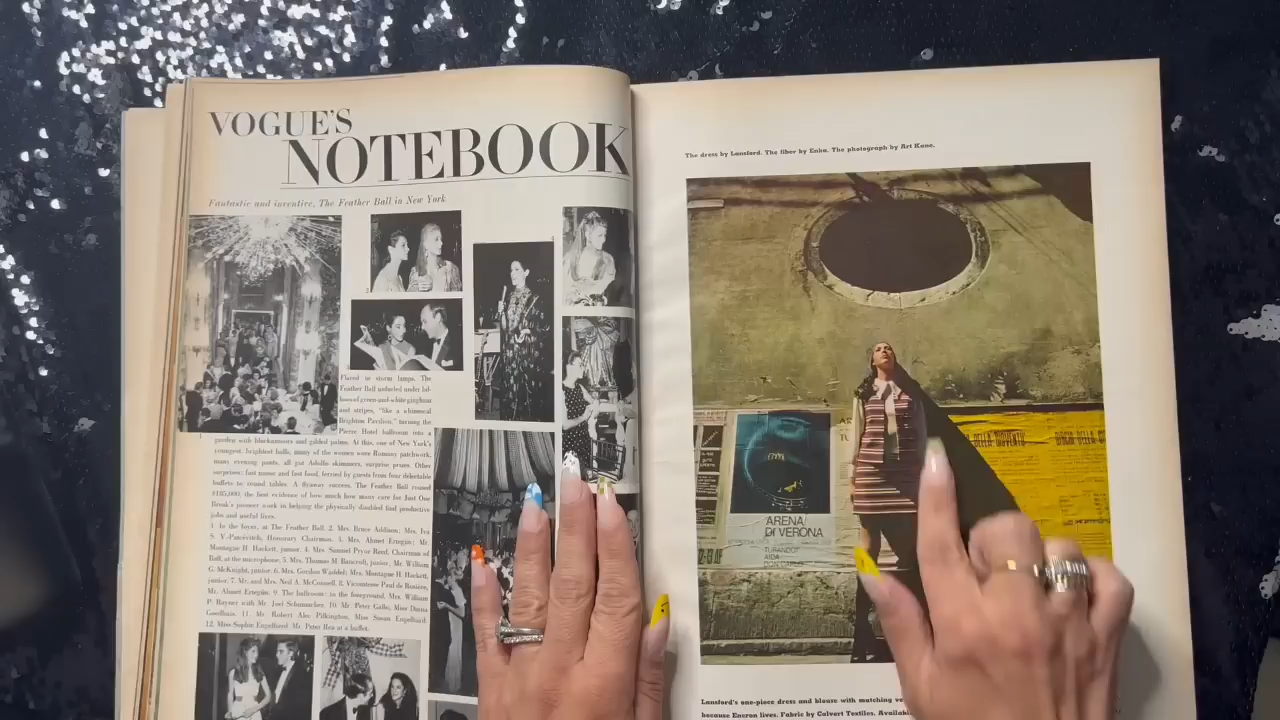 VOGUE'S
NOTEBOOK
Fantastic and inventive, The Feather Ball in New York
Flared in storm lamps. The
Feather Ball unfurled under bal-
loons of green-and-white gingham
and stripes, "like a whimsical
Brighton Pavilion," turning the
Pierre Hotel ballroom into a
garden with blackamoors and gilded palms. At this, one of New York's
youngest, brightest balls, many of the women wore Romany patchwork,
many evening pants, all got Adolfo skimmers, surprise prizes. Other
surprises: fast music and fast food, ferried by guests from four delectable
buffets to round tables. A flyaway success, The Feather Ball raised
$185,000, the best evidence of how much how many care for Just One
Break's pioneer work in helping the physically disabled find productive
jobs and useful lives.
1. In the foyer, at The Feather Ball. 2. Mrs. Bruce Addison; Mrs. Iva
S. V.-Patcévitch, Honorary Chairman. 3. Mrs. Ahmet Ertegün; Mr.
Montague H. Hackett, junior. 4. Mrs. Samuel Pryor Reed, Chairman of
Ball, at the microphone. 5. Mrs. Thomas M. Bancroft, junior, Mr. William
G. McKnight, junior. 6. Mrs. Gordon Waddel; Mrs. Montague H. Hackett,
junior. 7. Mr. and Mrs. Neil A. McConnell. 8. Vicomtesse Paul de Rosière,
Mr. Ahmet Ertegün. 9. The ballroom: in the foreground, Mrs. William
P. Rayner with Mr. Joel Schumacher. 10. Mr. Peter Gallo, Miss Donna
11. Mr. Robert Alec Pilkington, Miss Susan Engelhard.
12. Miss Sophie Engelhard, Mr. Peter Rea at a buffet.
The dress by Lansford. The fiber by Enka. The photograph by Art Kane.
ARENA
DI VERONA
TURANDOT
AIDA
DELLA GIOVENTU'
Lansford's one-piece dress and blouse with matching
because Encron lives. Fabric by Calvert Textiles.